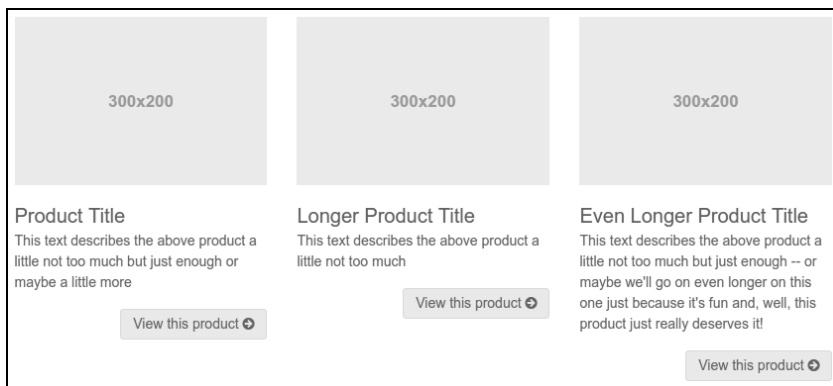 300x200
Product Title
This text describes the above product a
little not too much but just enough or
maybe a little more
View this product
300x200
Longer Product Title
This text describes the above product a
little not too much
View this product
300x200
Even Longer Product Title
This text describes the above product a
little not too much but just enough -- or
maybe we'll go on even longer on this
one just because it's fun and, well, this
product just really deserves it!
View this product